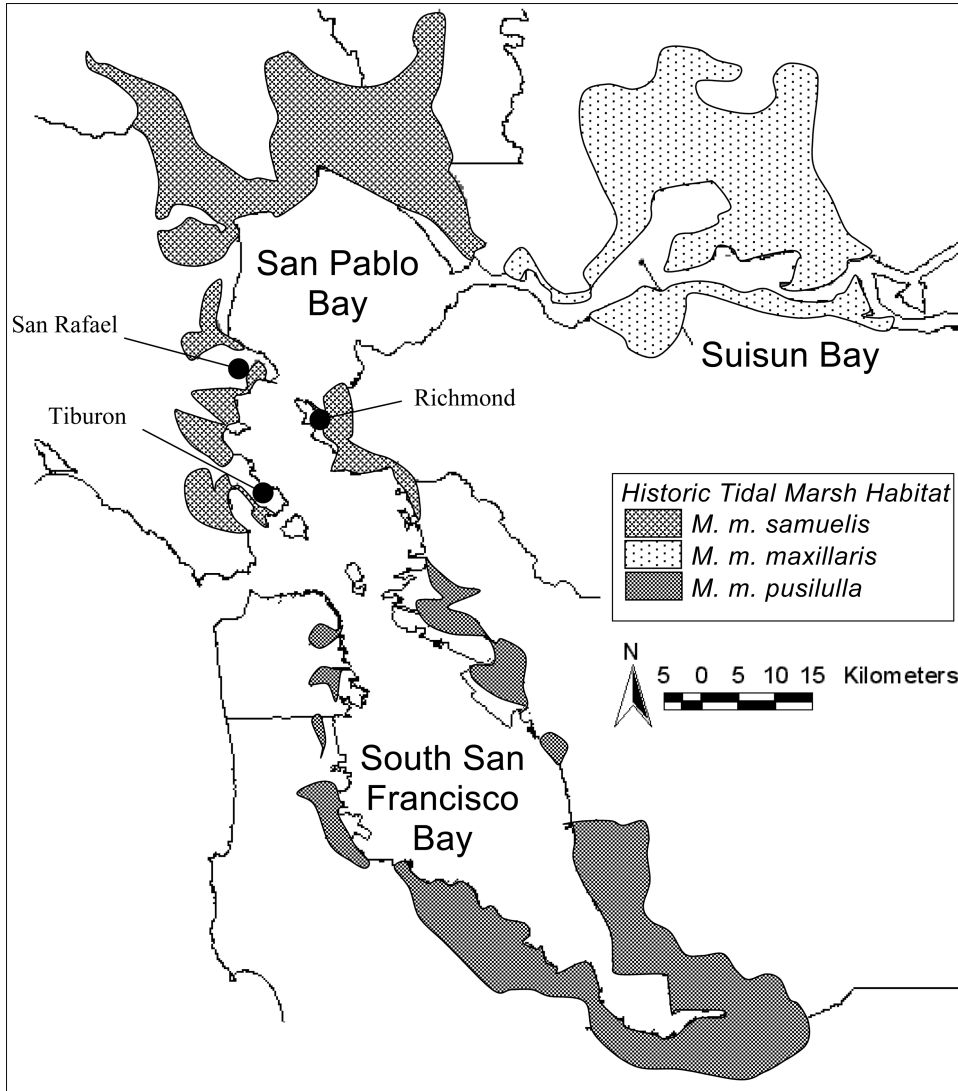 San Pablo
Bay
San Rafael
Suisun Bay
Tiburon
Richmond
Historic Tidal Marsh Habitat
M. m. samuelis
M. m. maxillaris
M. m. pusilulla
N
5 0 5 10 15 Kilometers
South San
Francisco
Bay